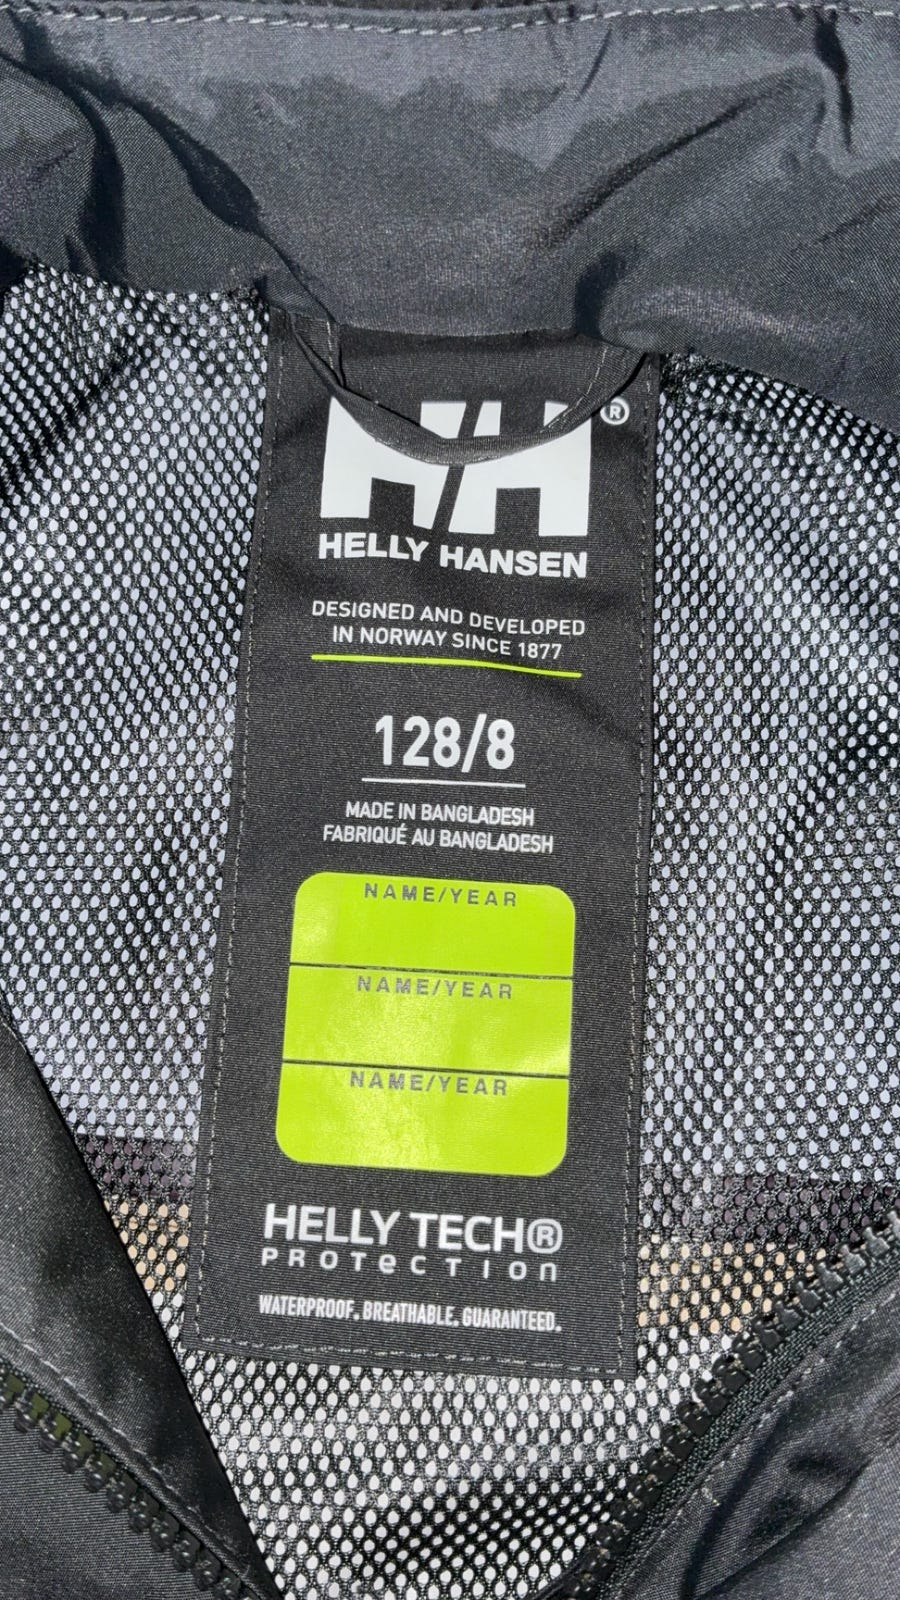 HH®
HELLY HANSEN
DESIGNED AND DEVELOPED
IN NORWAY SINCE 1877
128/8
MADE IN BANGLADESH
FABRIQUÉ AU BANGLADESH
NAME/YEAR
NAME/YEAR
NAME/YEAR
HELLY TECH®
PROTECTION
WATERPROOF. BREATHABLE. GUARANTEED.